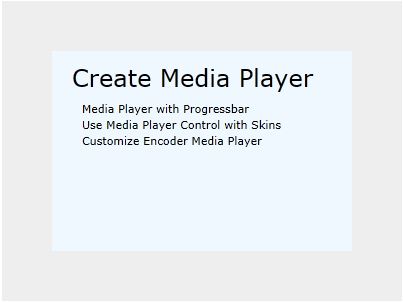 Create Media Player
Media Player with Progressbar
Use Media Player Control with Skins
Customize Encoder Media Player